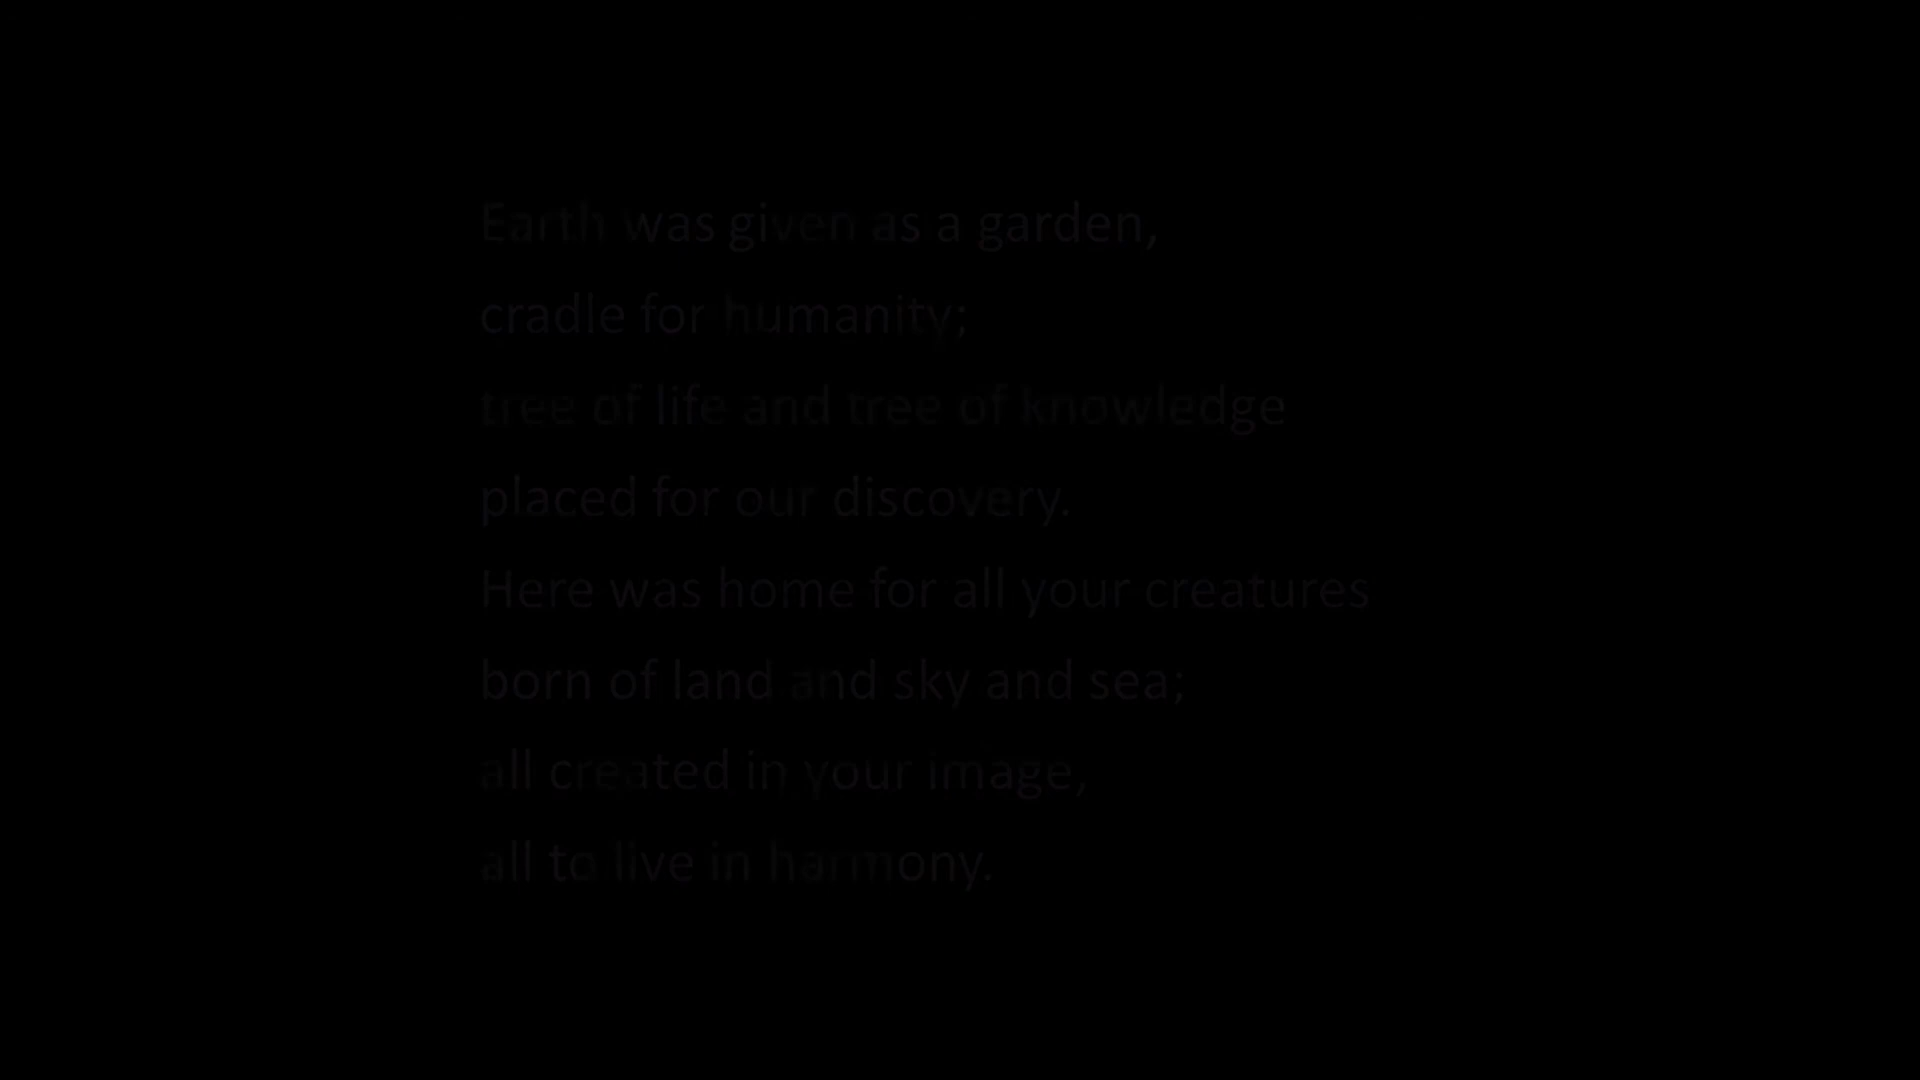 Earth was given as a garden,
cradle for humanity;
tree of life and tree of knowledge
placed for our discovery.
Here was home for all your creatures
born of land and sky and sea;
all created in your image,
all to live in harmony.